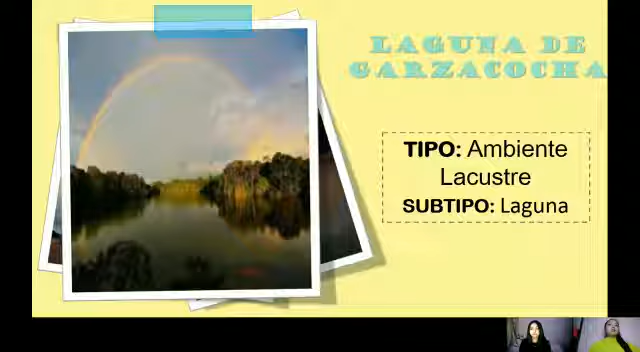 LAGUNA DE
GARZACOCHA
TIPO: Ambiente
Lacustre
SUBTIPO: Laguna